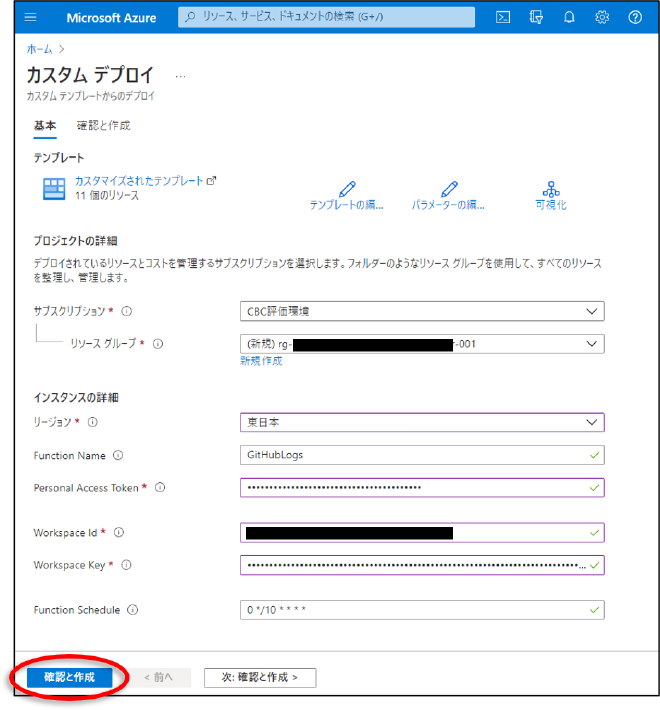 Microsoft Azure
リソース、サービス、ドキュメントの検索 (G+/)
ホーム >
カスタム デプロイ ...
カスタム テンプレートからのデプロイ
基本 確認と作成
テンプレート
カスタマイズされたテンプレート
11 個のリソース
テンプレートの編... パラメーターの編... 可視化
プロジェクトの詳細
デプロイされているリソースとコストを管理するサブスクリプションを選択します。フォルダーのようなリソース グループを使用して、すべてのリソース
を整理し、管理します。
サブスクリプション * CBC評価環境
リソース グループ * (新規) rg- -001
新規作成
インスタンスの詳細
リージョン * 東日本
Function Name GitHubLogs
Personal Access Token *
Workspace Id *
Workspace Key * ...
Function Schedule 0 */10 * * * *
確認と作成 < 前へ 次: 確認と作成 >